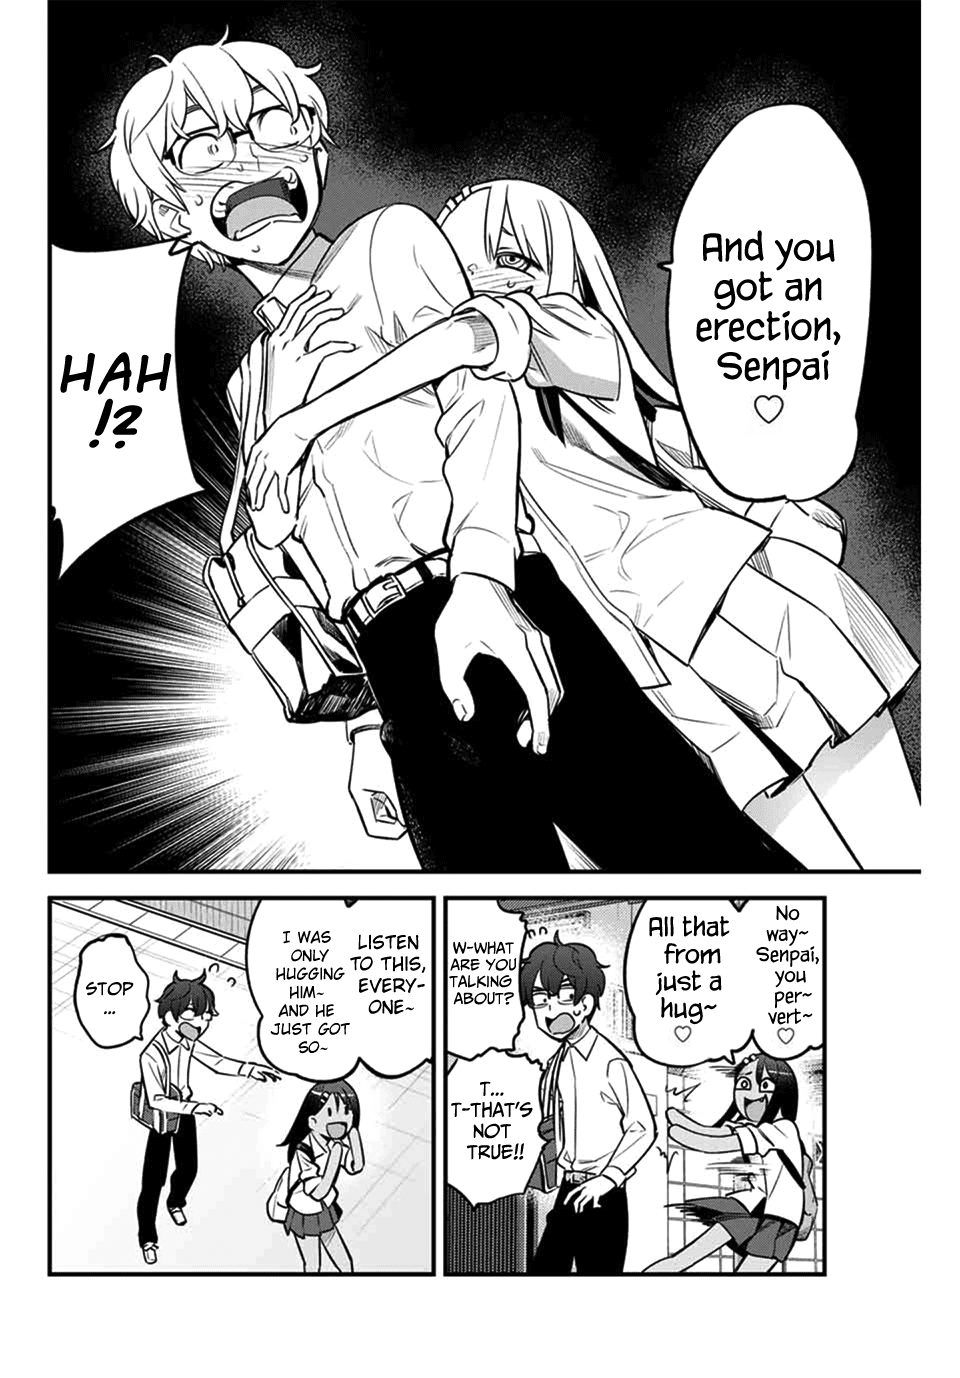 And you
got an
erection,
Senpai
♡
HAH
!?
No
way~
Senpai,
you
per-
vert~
♡
All that
from
just a
hug~
♡
W-WHAT
ARE YOU
TALKING
ABOUT?
T...
T-THAT'S
NOT
TRUE!!
LISTEN
TO THIS,
EVERY-
ONE~
I WAS
ONLY
HUGGING
HIM~
AND HE
JUST GOT
SO~
STOP
...